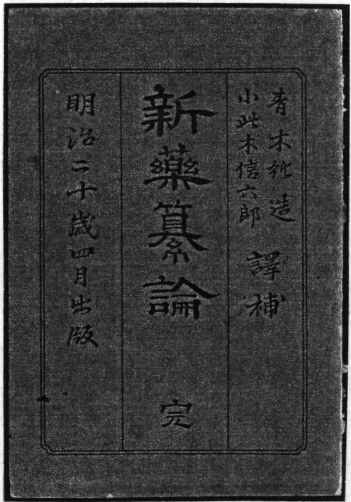 青木純造
小此木信六郎
譯補
新藥纂論
完
明治二十歳四月出版